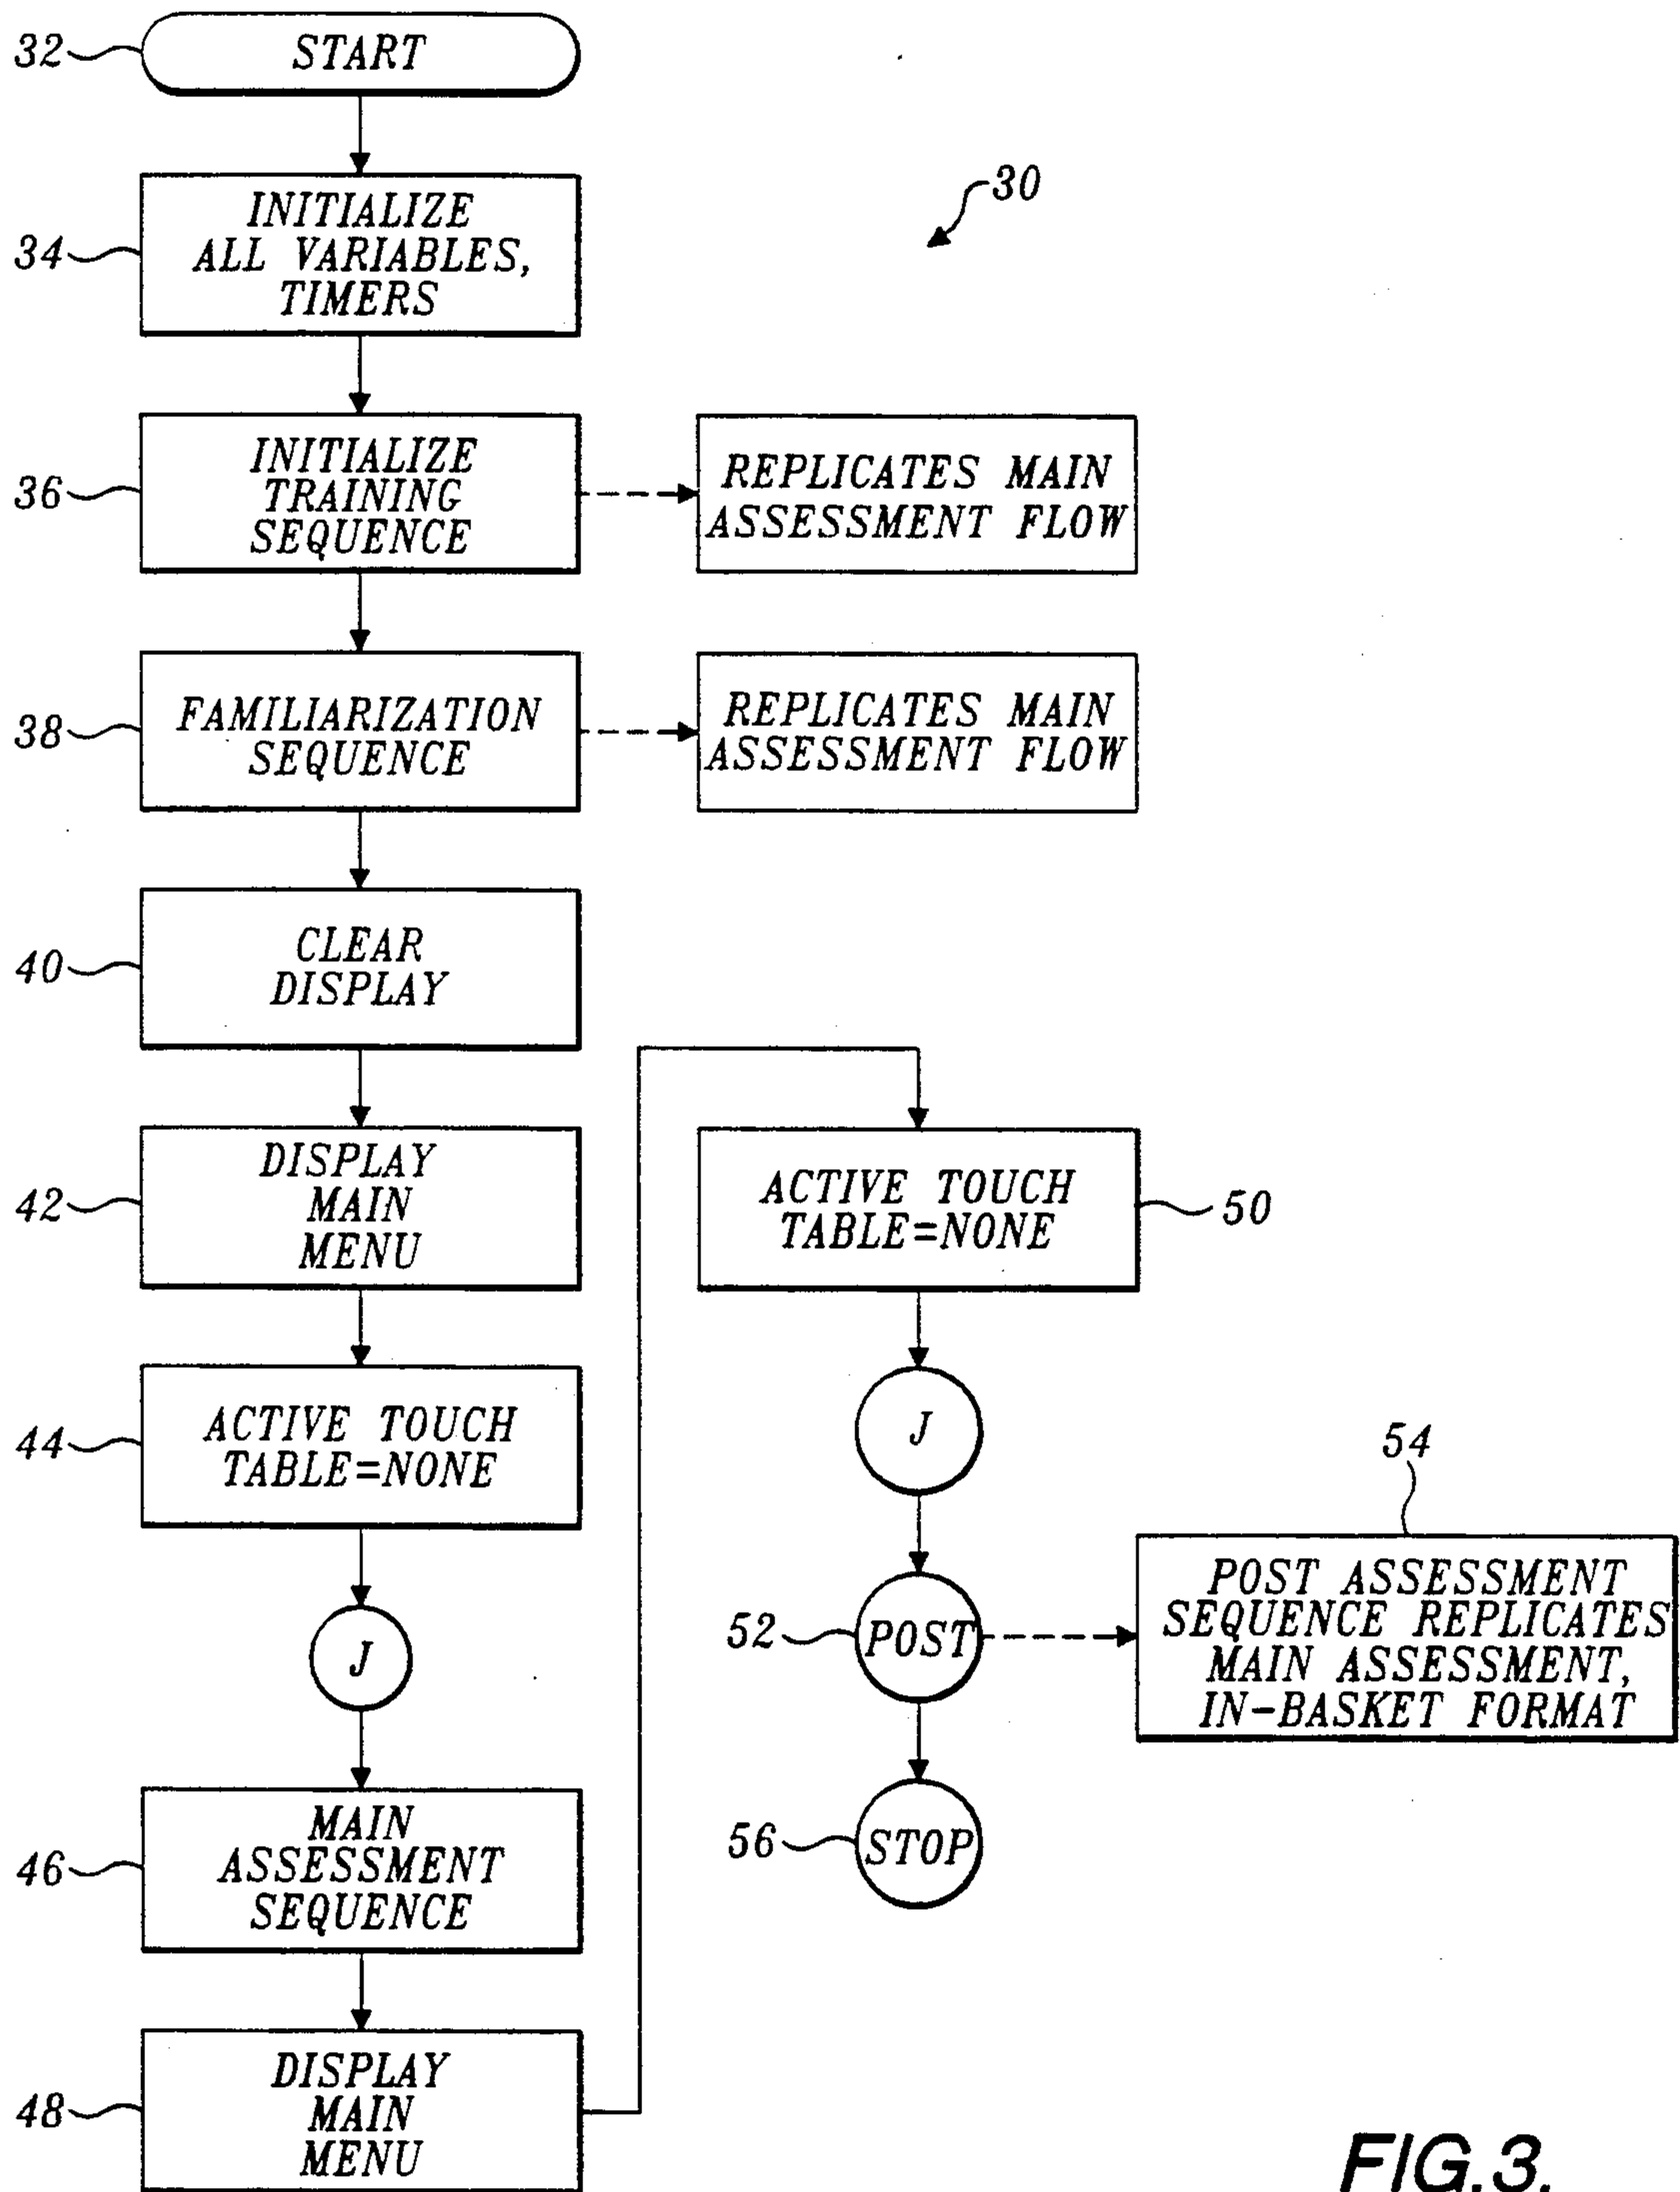 32
START
30
34
INITIALIZE
ALL VARIABLES,
TIMERS
36
INITIALIZE
TRAINING
SEQUENCE
REPLICATES MAIN
ASSESSMENT FLOW
38
FAMILIARIZATION
SEQUENCE
REPLICATES MAIN
ASSESSMENT FLOW
40
CLEAR
DISPLAY
42
DISPLAY
MAIN
MENU
44
ACTIVE TOUCH
TABLE=NONE
J
46
MAIN
ASSESSMENT
SEQUENCE
48
DISPLAY
MAIN
MENU
ACTIVE TOUCH
TABLE=NONE
50
J
52
POST
54
POST ASSESSMENT
SEQUENCE REPLICATES
MAIN ASSESSMENT,
IN-BASKET FORMAT
56
STOP
FIG.3.